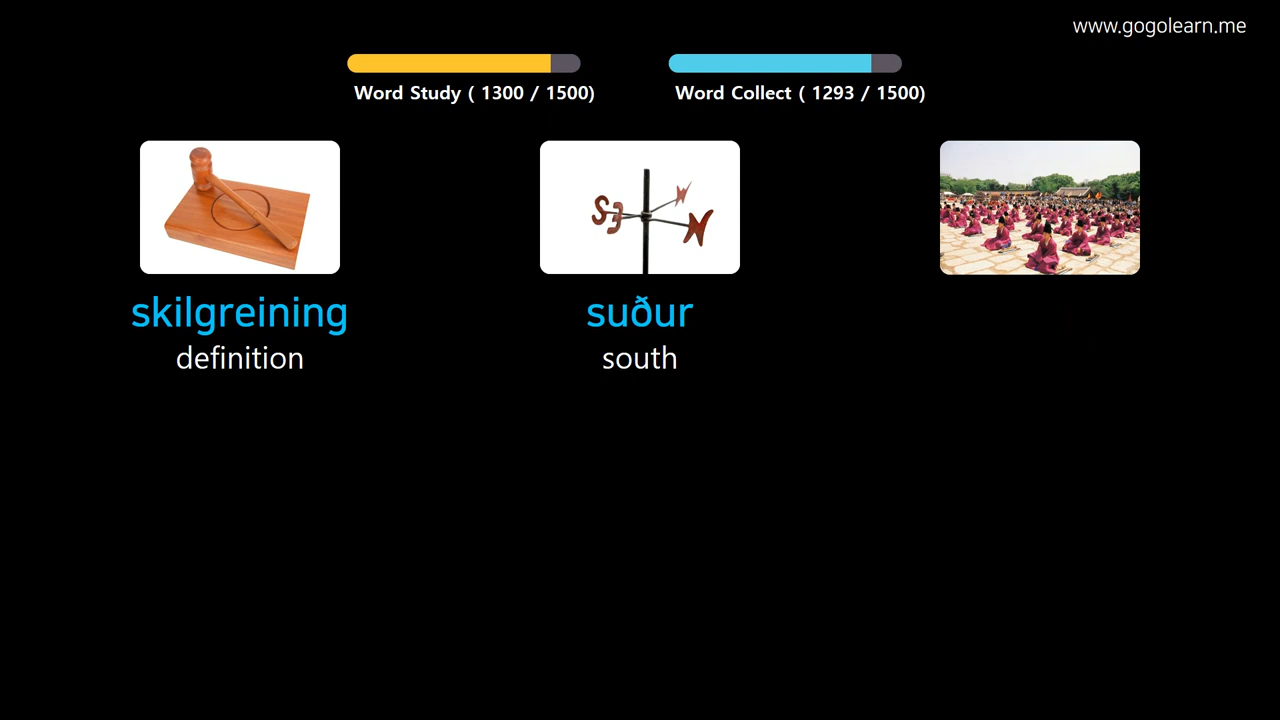 www.gogolearn.me
Word Study ( 1300 / 1500)
Word Collect ( 1293 / 1500)
skilgreining
definition
suður
south